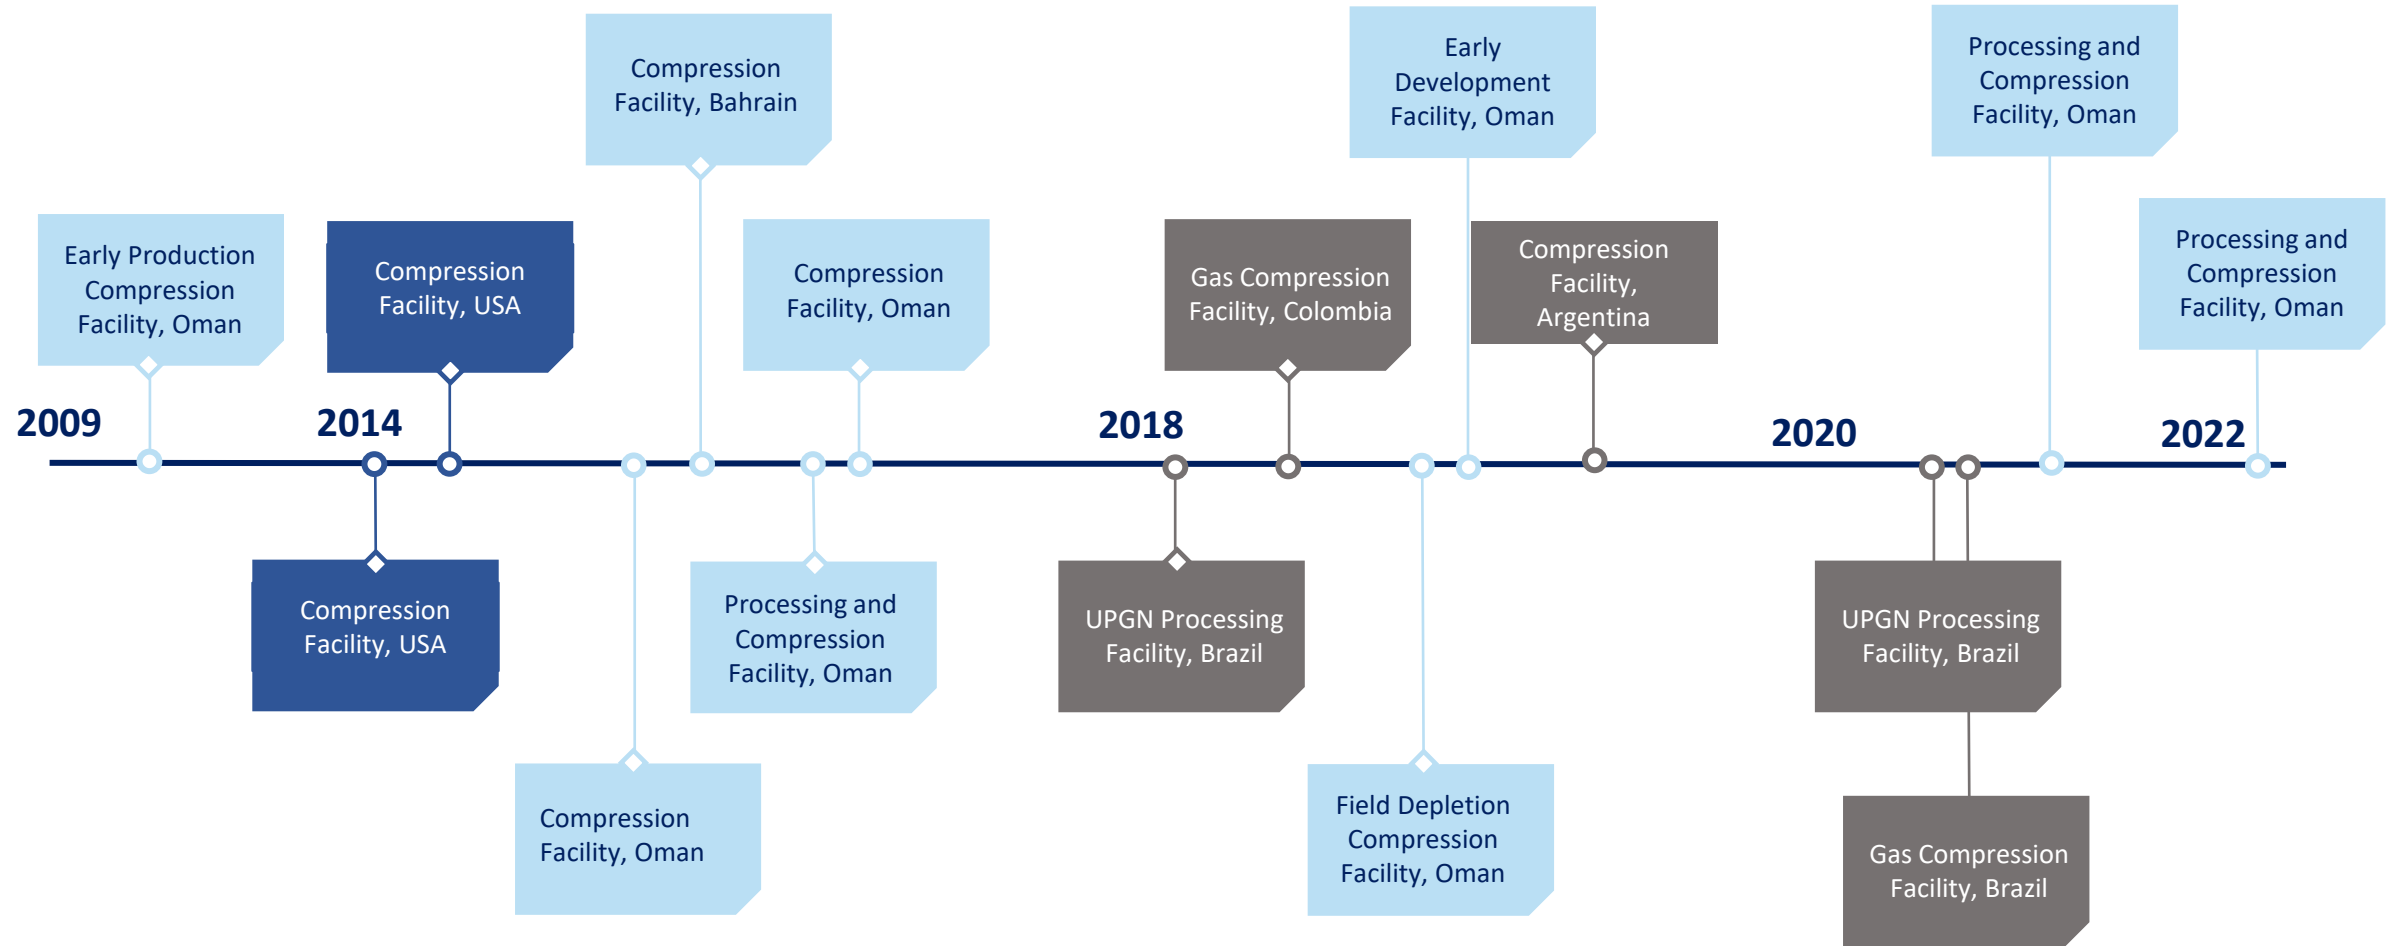 Early
Development
Facility, Oman
Processing and
Compression
Facility, Oman
Compression
Facility, Bahrain
Early Production
Compression
Facility, Oman
Compression
Facility, USA
Compression
Facility, Oman
Gas Compression
Facility, Colombia
Compression
Facility,
Argentina
Processing and
Compression
Facility, Oman
2009
2014
2018
2020
2022
Compression
Facility, USA
Processing and
Compression
Facility, Oman
UPGN Processing
Facility, Brazil
UPGN Processing
Facility, Brazil
Compression
Facility, Oman
Field Depletion
Compression
Facility, Oman
Gas Compression
Facility, Brazil